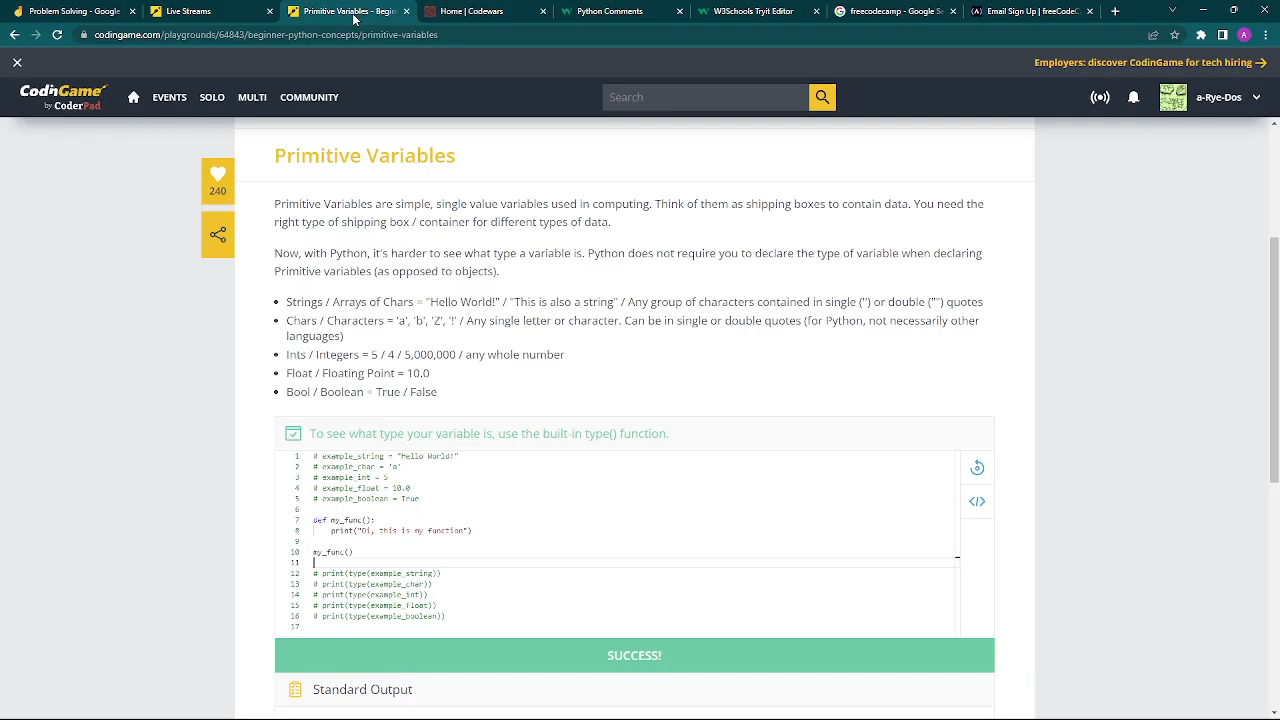 Problem Solving - Google
Live Streams
Primitive Variables - Begin
Home | Codewars
Python Comments
W3Schools Tryit Editor
freecodecamp - Google Se
Email Sign Up | freeCodeC
codingame.com/playgrounds/64843/beginner-python-concepts/primitive-variables
A
Employers: discover CodinGame for tech hiring
CodinGame
by CoderPad
EVENTS
SOLO
MULTI
COMMUNITY
Search
a-Rye-Dos
240
Primitive Variables
Primitive Variables are simple, single value variables used in computing. Think of them as shipping boxes to contain data. You need the
right type of shipping box / container for different types of data.
Now, with Python, it's harder to see what type a variable is. Python does not require you to declare the type of variable when declaring
Primitive variables (as opposed to objects).
• Strings / Arrays of Chars = "Hello World!" / "This is also a string" / Any group of characters contained in single (') or double ("") quotes
• Chars / Characters = 'a', 'b', 'Z', '!' / Any single letter or character. Can be in single or double quotes (for Python, not necessarily other
languages)
• Ints / Integers = 5 / 4 / 5,000,000 / any whole number
• Float / Floating Point = 10.0
• Bool / Boolean = True / False
To see what type your variable is, use the built-in type() function.
1 # example_string = "Hello World!"
2 # example_char = 'a'
3 # example_int = 5
4 # example_float = 10.0
5 # example_boolean = True
6
7 def my_func():
8 print("Oi, this is my function")
9
10 my_func()
11
12 # print(type(example_string))
13 # print(type(example_char))
14 # print(type(example_int))
15 # print(type(example_float))
16 # print(type(example_boolean))
17
SUCCESS!
Standard Output